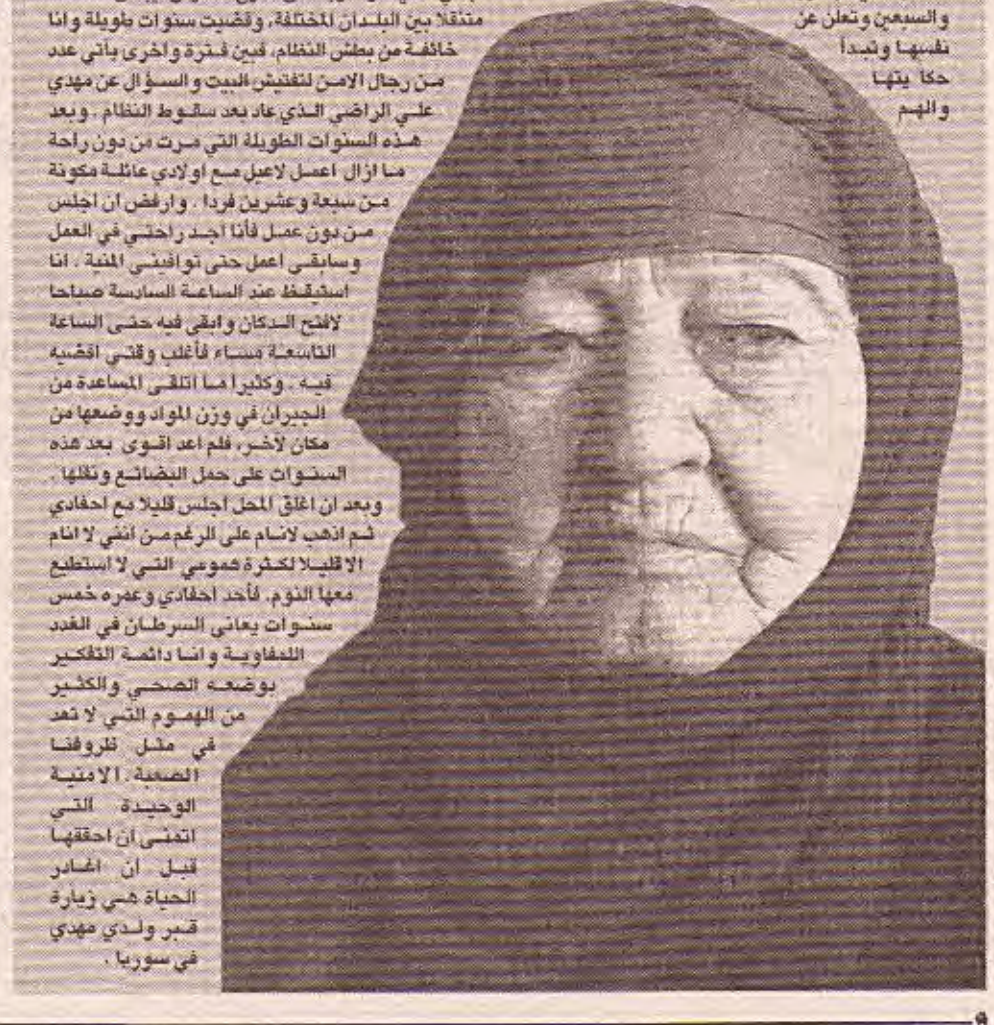 والسبعين وتعلن عن
نفسها وتبدأ
حكا يتها
والهم
متنقلا بين البلدان المختلفة، وقضيت سنوات طويلة وانا
خائفة من بطش النظام، فبين فترة واخرى يأتي عدد
من رجال الامن لتفتيش البيت والسؤال عن مهدي
علي الراضي الذي عاد بعد سقوط النظام . وبعد
هذه السنوات الطويلة التي مرت من دون راحة
ما ازال اعمل لاعيل مع اولادي عائلة مكونة
من سبعة وعشرين فردا . وارفض ان اجلس
من دون عمل فأنا اجد راحتي في العمل
وسابقى اعمل حتى توافيني المنية . انا
استيقظ عند الساعة السادسة صباحا
لافتح الدكان وابقى فيه حتى الساعة
التاسعة مساء فأغلب وقتي اقضيه
فيه . وكثيرا ما اتلقى المساعدة من
الجيران في وزن المواد ووضعها من
مكان لاخر، فلم اعد اقوى بعد هذه
السنوات على حمل البضائع ونقلها .
وبعد ان اغلق المحل اجلس قليلا مع احفادي
ثم اذهب لانام على الرغم من انني لا انام
الا قليلا لكثرة همومي التي لا استطيع
معها النوم، فأحد احفادي وعمره خمس
سنوات يعاني السرطان في الغدد
اللمفاوية وانا دائمة التفكير
بوضعه الصحي والكثير
من الهموم التي لا تعد
في مثل ظروفنا
الصعبة . الامنية
الوحيدة التي
اتمنى ان احققها
قبل ان اغادر
الحياة هي زيارة
قبر ولدي مهدي
في سوريا .